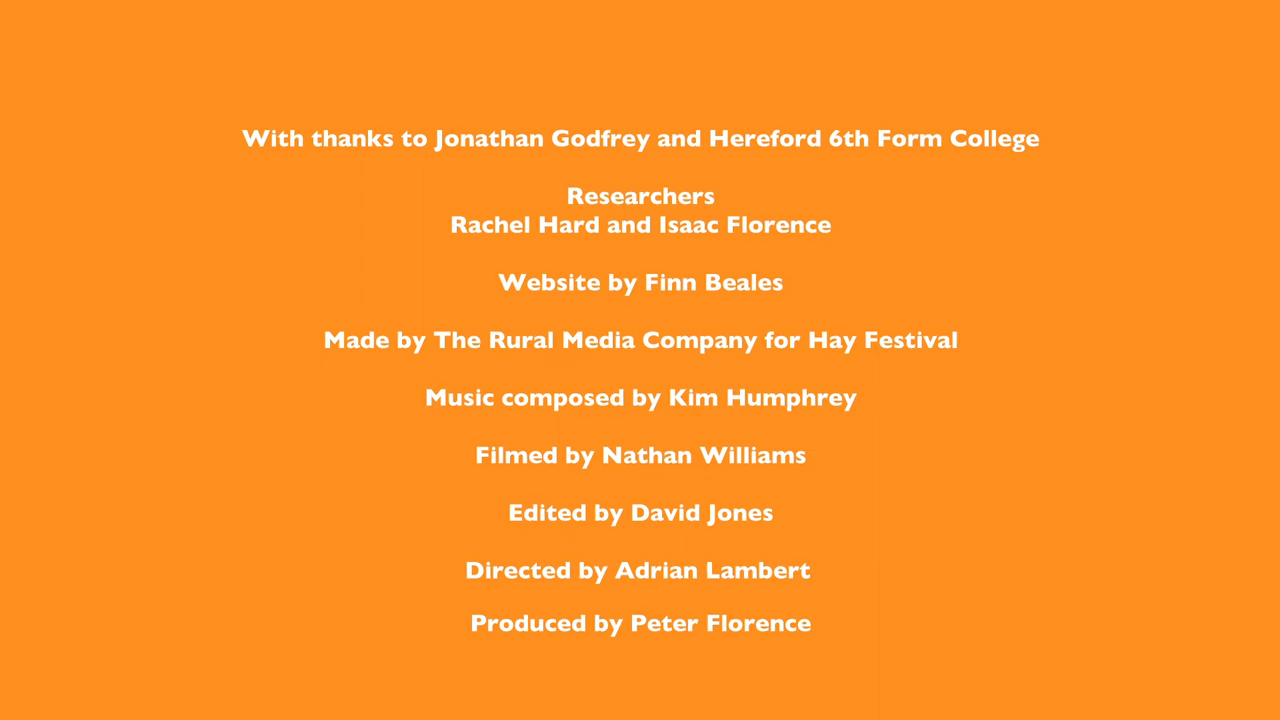 With thanks to Jonathan Godfrey and Hereford 6th Form College
Researchers
Rachel Hard and Isaac Florence
Website by Finn Beales
Made by The Rural Media Company for Hay Festival
Music composed by Kim Humphrey
Filmed by Nathan Williams
Edited by David Jones
Directed by Adrian Lambert
Produced by Peter Florence